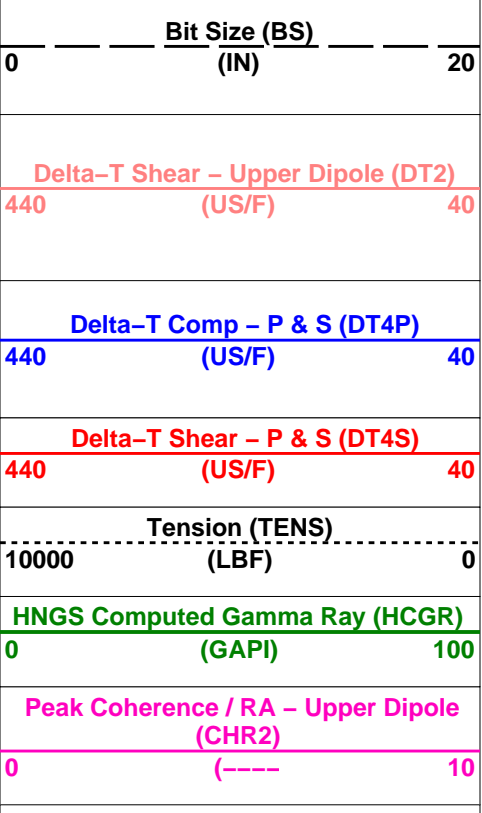 Bit Size (BS)
0 (IN) 20
Delta−T Shear − Upper Dipole (DT2)
440 (US/F) 40
Delta−T Comp − P & S (DT4P)
440 (US/F) 40
Delta−T Shear − P & S (DT4S)
440 (US/F) 40
Tension (TENS)
10000 (LBF) 0
HNGS Computed Gamma Ray (HCGR)
0 (GAPI) 100
Peak Coherence / RA − Upper Dipole
(CHR2)
0 (−−−− 10